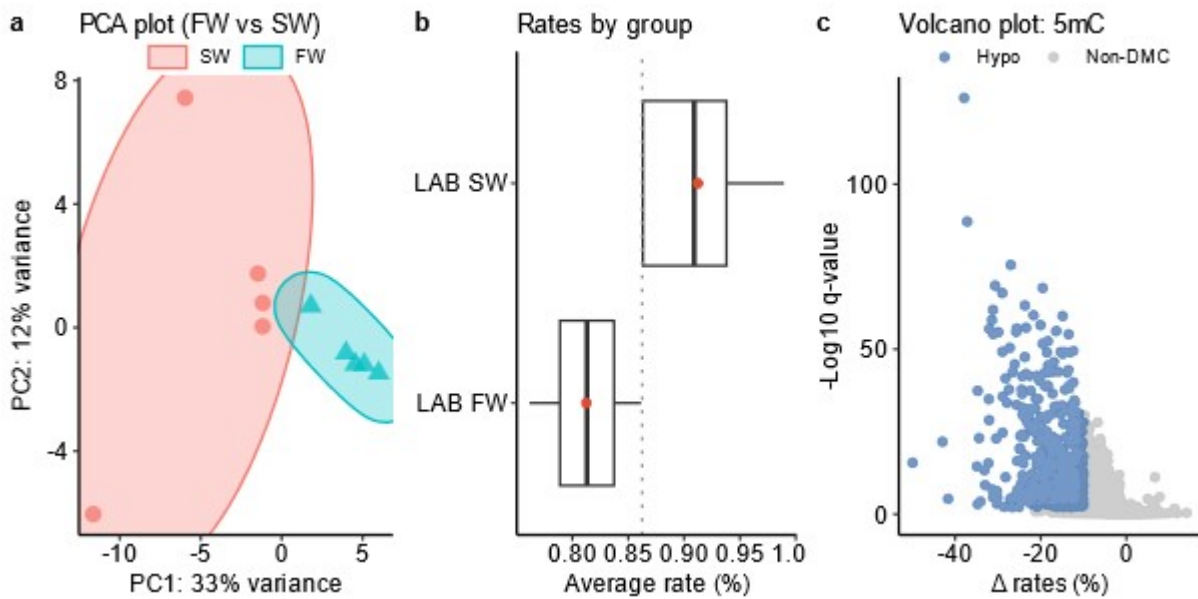 a PCA plot (FW vs SW)
SW FW
8
4
0
-4
PC2: 12% variance
-10 -5 0 5
PC1: 33% variance
b Rates by group
LAB SW
LAB FW
0.80 0.85 0.90 0.95 1.0
Average rate (%)
c Volcano plot: 5mC
Hypo Non-DMC
100
50
0
-Log10 q-value
-40 -20 0
Δ rates (%)